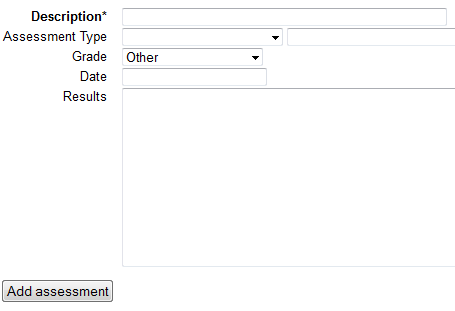 Description*
Assessment Type
Grade Other
Date
Results
Add assessment